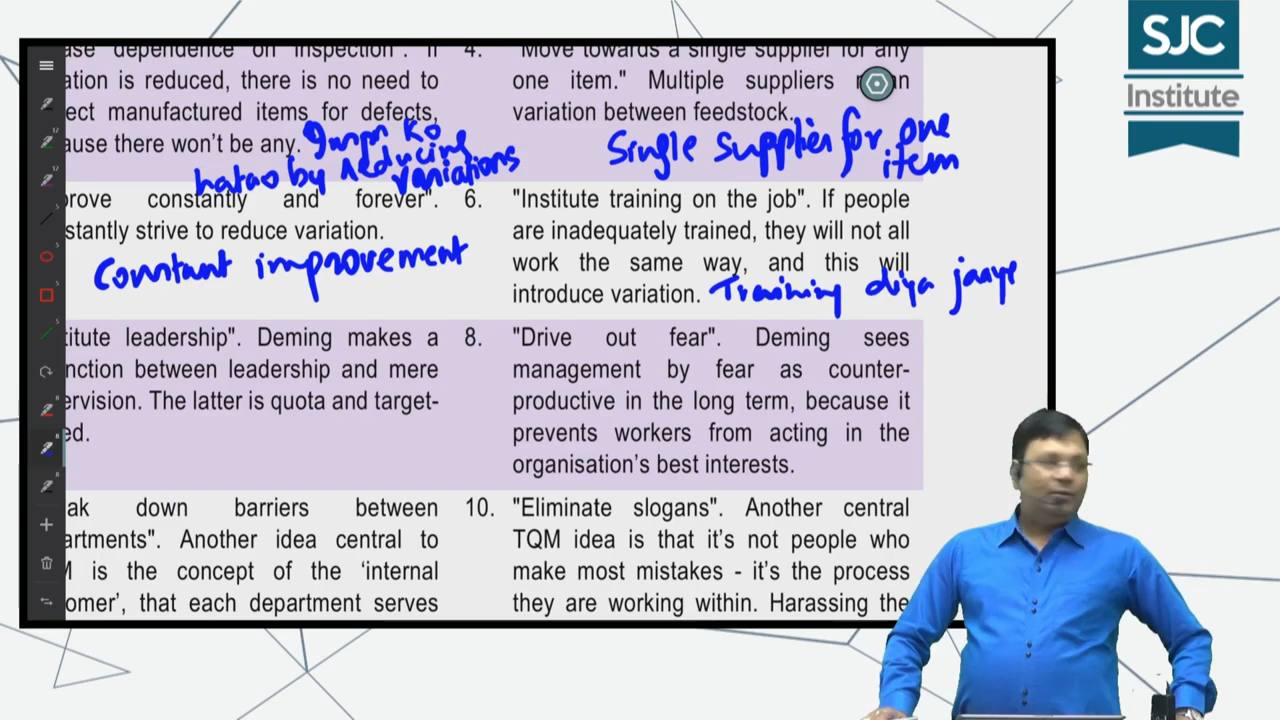 SJC
Institute
ase dependence on inspection". If
ation is reduced, there is no need to
ect manufactured items for defects,
ause there won't be any.
Inspn ko
hatao by reducing
variations
4. "Move towards a single supplier for any
one item." Multiple suppliers
variation between feedstock.
Single supplier for one
item
prove constantly and forever".
stantly strive to reduce variation.
Constant improvement
6. "Institute training on the job". If people
are inadequately trained, they will not all
work the same way, and this will
introduce variation.
Training diya jaaye
titute leadership". Deming makes a
nction between leadership and mere
ervision. The latter is quota and target-
ed.
8. "Drive out fear". Deming sees
management by fear as counter-
productive in the long term, because it
prevents workers from acting in the
organisation's best interests.
ak down barriers between
artments". Another idea central to
M is the concept of the 'internal
omer', that each department serves
10. "Eliminate slogans". Another central
TQM idea is that it's not people who
make most mistakes - it's the process
they are working within. Harassing the